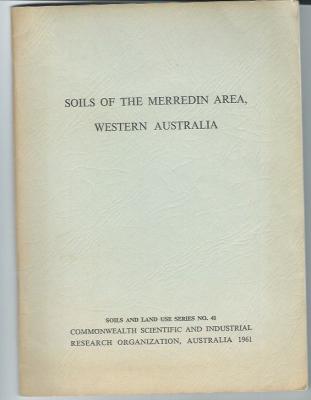 SOILS OF THE MERREDIN AREA,
WESTERN AUSTRALIA
SOILS AND LAND USE SERIES NO. 41
COMMONWEALTH SCIENTIFIC AND INDUSTRIAL
RESEARCH ORGANIZATION, AUSTRALIA 1961